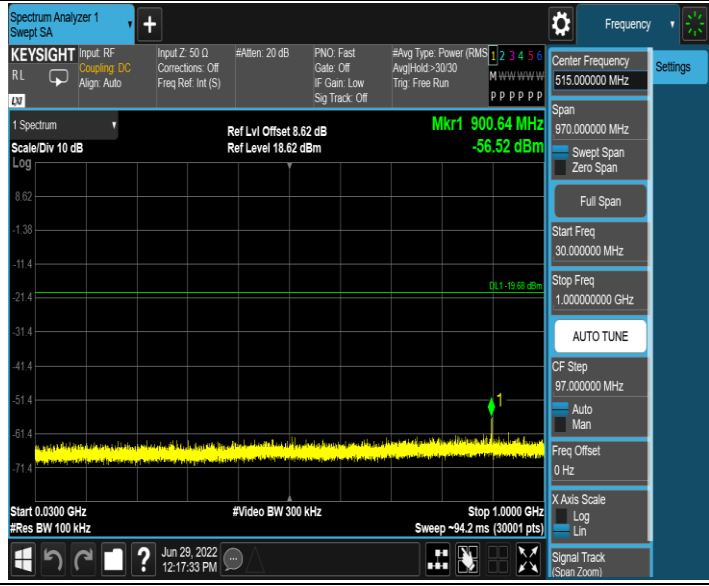 Spectrum Analyzer 1
Swept SA
Frequency
KEYSIGHT
RL
LXI
Input: RF
Coupling: DC
Align: Auto
Input Z: 50 Ω
Corrections: Off
Freq Ref: Int (S)
#Atten: 20 dB
PNO: Fast
Gate: Off
IF Gain: Low
Sig Track: Off
#Avg Type: Power (RMS
Avg|Hold:>30/30
Trig: Free Run
1 2 3 4 5 6
M W W W W W
P P P P P P
1 Spectrum
Scale/Div 10 dB
Log
Ref Lvl Offset 8.62 dB
Ref Level 18.62 dBm
Mkr1 900.64 MHz
-56.52 dBm
8.62
-1.38
-11.4
-21.4
-31.4
-41.4
-51.4
-61.4
-71.4
DL1 -19.68 dBm
1
Start 0.0300 GHz
#Res BW 100 kHz
#Video BW 300 kHz
Stop 1.0000 GHz
Sweep ~94.2 ms (30001 pts)
Jun 29, 2022
12:17:33 PM
Center Frequency
515.000000 MHz
Span
970.000000 MHz
Swept Span
Zero Span
Full Span
Start Freq
30.000000 MHz
Stop Freq
1.000000000 GHz
AUTO TUNE
CF Step
97.000000 MHz
Auto
Man
Freq Offset
0 Hz
X Axis Scale
Log
Lin
Signal Track
(Span Zoom)
Settings